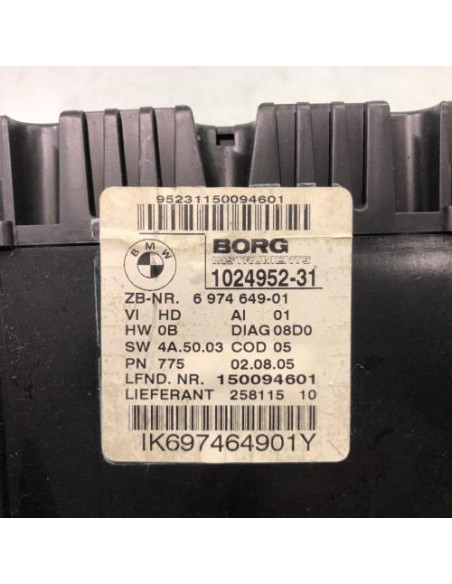 95231150094601
BMW
BORG
INSTRUMENTS
1024952-31
ZB-NR. 6 974 649-01
VI HD AI 01
HW 0B DIAG 08D0
SW 4A.50.03 COD 05
PN 775 02.08.05
LFND. NR. 150094601
LIEFERANT 258115 10
IK697464901Y